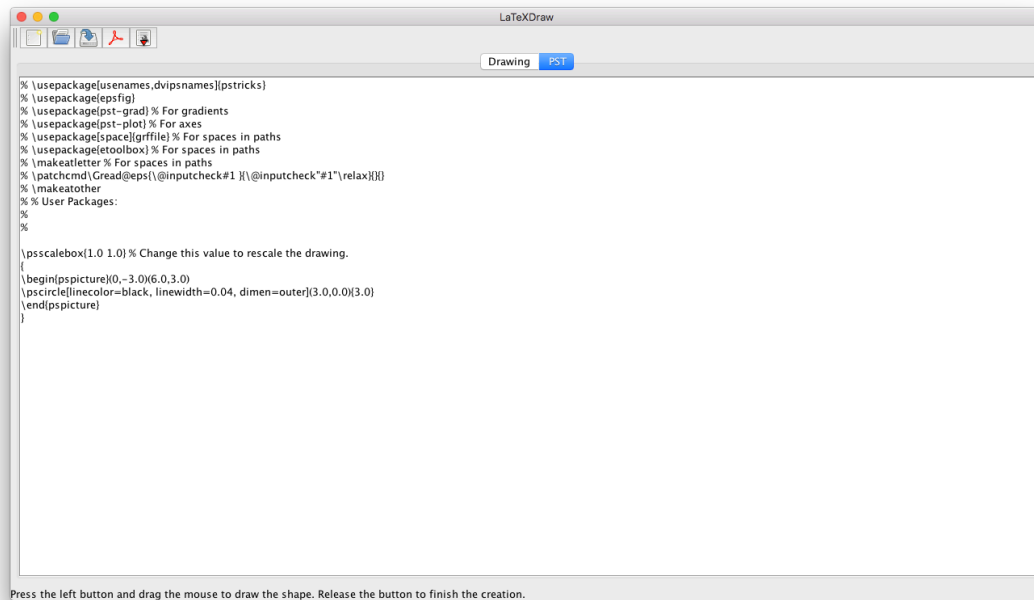 LaTeXDraw
Drawing PST
% \usepackage[usenames,dvipsnames]{pstricks}
% \usepackage{epsfig}
% \usepackage{pst-grad} % For gradients
% \usepackage{pst-plot} % For axes
% \usepackage[space]{grffile} % For spaces in paths
% \usepackage{etoolbox} % For spaces in paths
% \makeatletter % For spaces in paths
% \patchcmd\Gread@eps{\@inputcheck#1 }{\@inputcheck"#1"\relax}{}{}
% \makeatother
% % User Packages:
%
%
\psscalebox{1.0 1.0} % Change this value to rescale the drawing.
{
\begin{pspicture}(0,-3.0)(6.0,3.0)
\pscircle[linecolor=black, linewidth=0.04, dimen=outer](3.0,0.0){3.0}
\end{pspicture}
}
Press the left button and drag the mouse to draw the shape. Release the button to finish the creation.